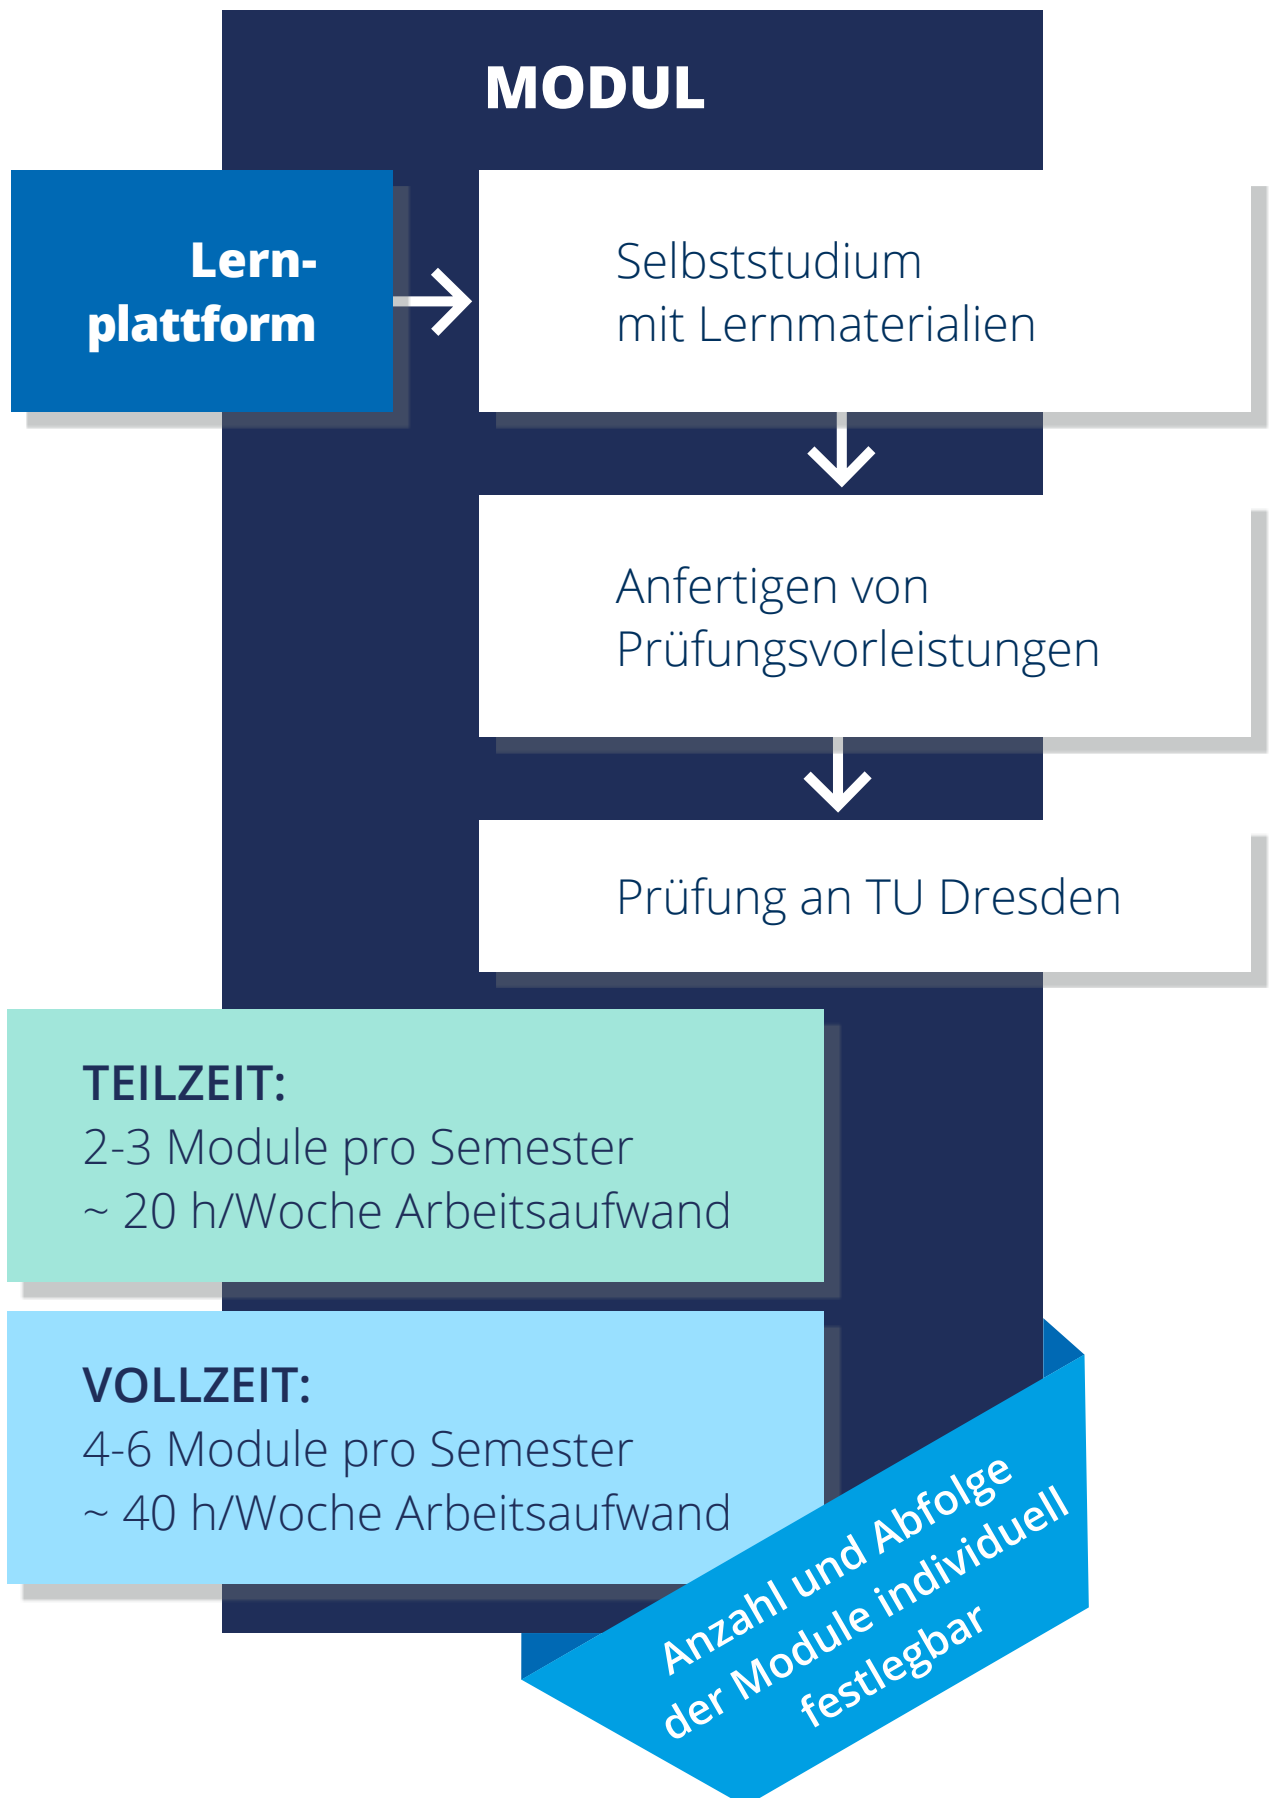 MODUL
Lern-
plattform
Selbststudium
mit Lernmaterialien
Anfertigen von
Prüfungsvorleistungen
Prüfung an TU Dresden
TEILZEIT:
2-3 Module pro Semester
~ 20 h/Woche Arbeitsaufwand
VOLLZEIT:
4-6 Module pro Semester
~ 40 h/Woche Arbeitsaufwand
Anzahl und Abfolge
der Module individuell
festlegbar